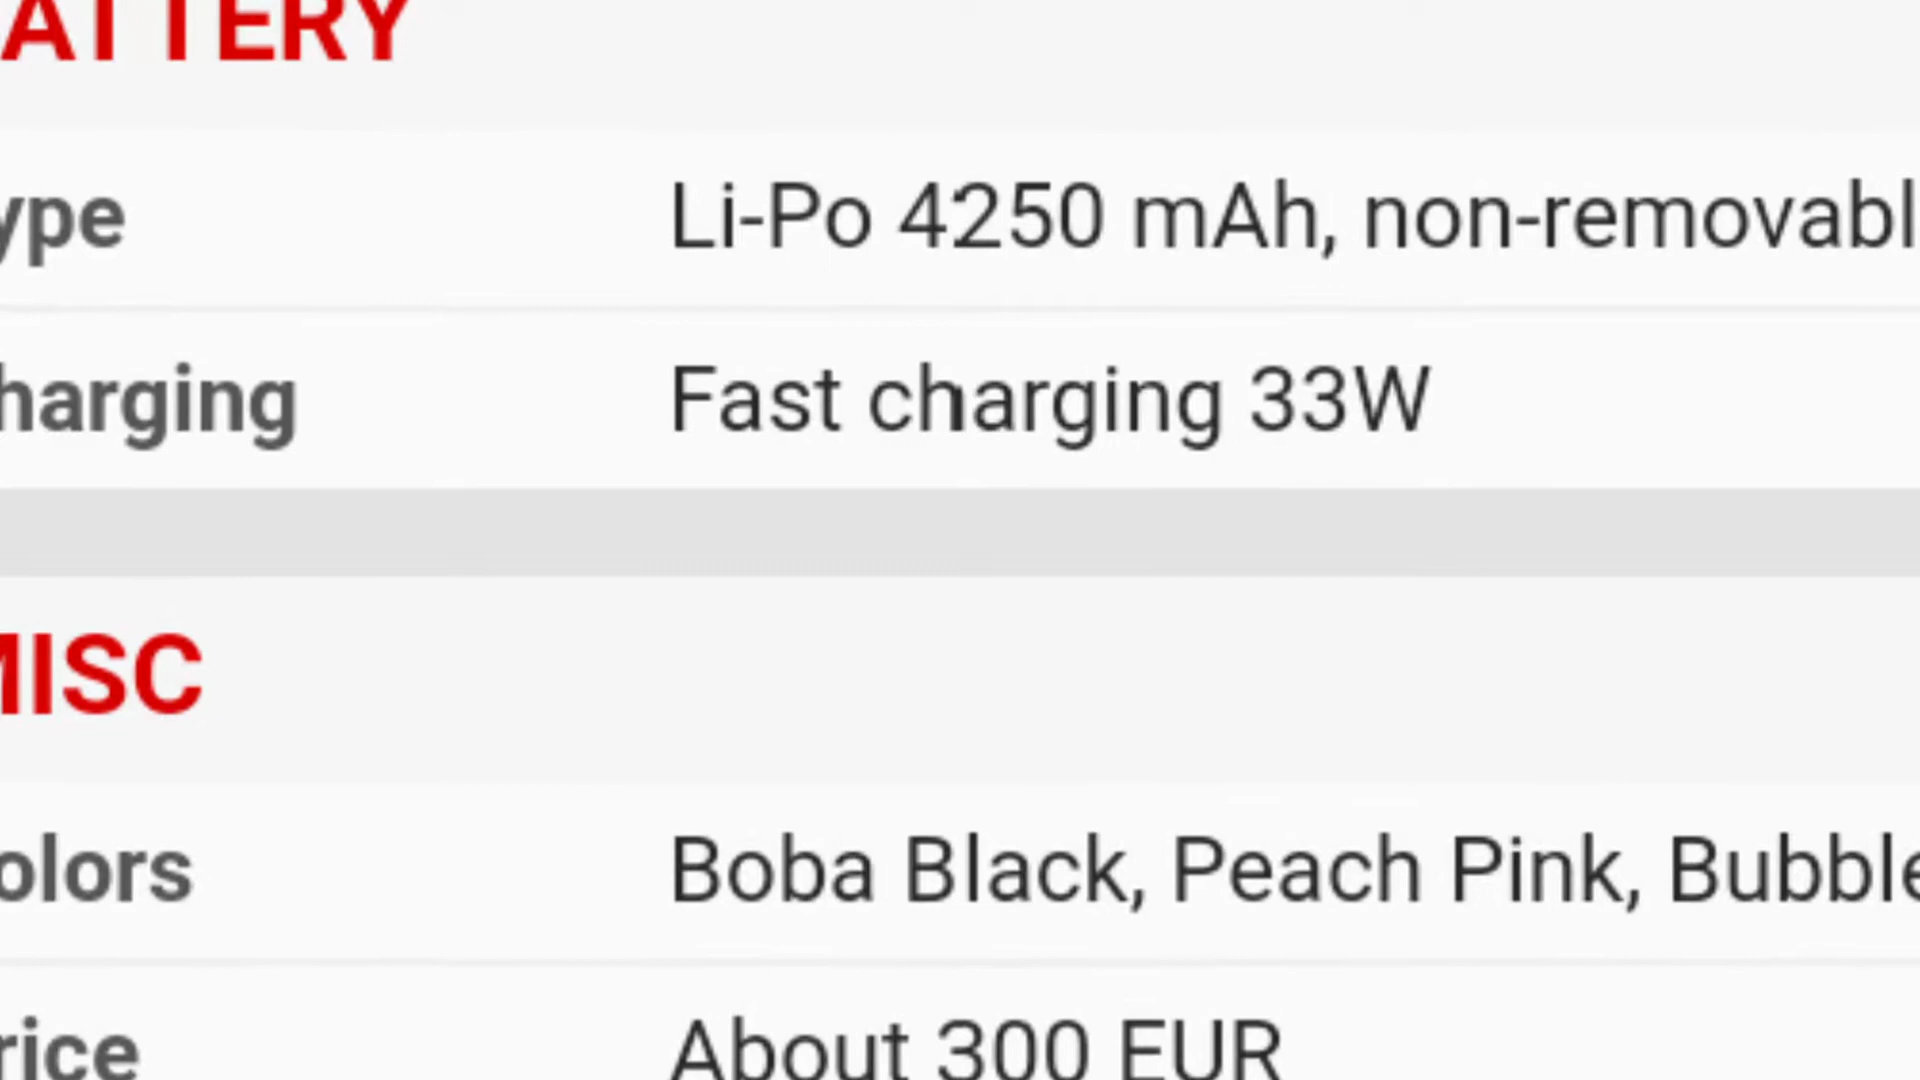 ATTERY
ype Li-Po 4250 mAh, non-removabl
harging Fast charging 33W
MISC
olors Boba Black, Peach Pink, Bubble
rice About 300 EUR